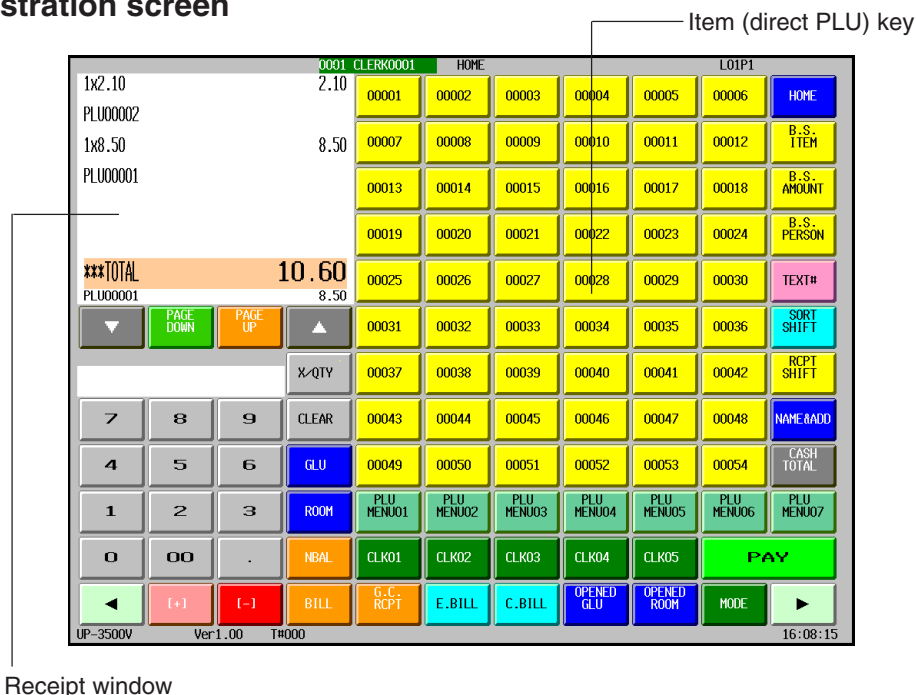 stration screen
Item (direct PLU) key
0001 CLERK0001 HOME L01P1
1x2.10 2.10
PLU00002
1x8.50 8.50
PLU00001
***TOTAL 10.60
PLU00001 8.50
00001 00002 00003 00004 00005 00006 HOME
00007 00008 00009 00010 00011 00012 B.S. ITEM
00013 00014 00015 00016 00017 00018 B.S. AMOUNT
00019 00020 00021 00022 00023 00024 B.S. PERSON
00025 00026 00027 00028 00029 00030 TEXT#
PAGE DOWN PAGE UP 00031 00032 00033 00034 00035 00036 SORT SHIFT
X/QTY 00037 00038 00039 00040 00041 00042 RCPT SHIFT
7 8 9 CLEAR 00043 00044 00045 00046 00047 00048 NAME&ADD
4 5 6 GLU 00049 00050 00051 00052 00053 00054 CASH TOTAL
1 2 3 ROOM PLU MENU01 PLU MENU02 PLU MENU03 PLU MENU04 PLU MENU05 PLU MENU06 PLU MENU07
0 00 . NBAL CLK01 CLK02 CLK03 CLK04 CLK05 PAY
[+] [-] BILL G.C. RCPT E.BILL C.BILL OPENED GLU OPENED ROOM MODE
UP-3500V Ver1.00 T#000 16:08:15
Receipt window